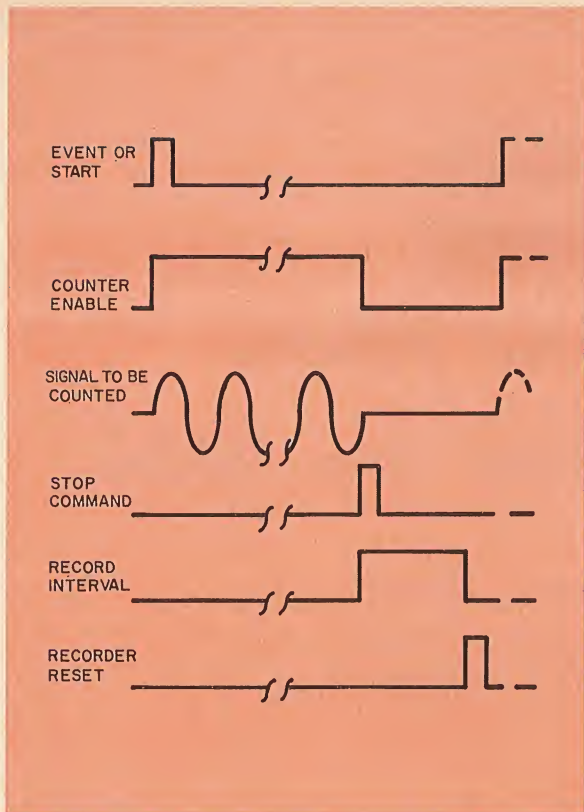 EVENT OR
START
COUNTER
ENABLE
SIGNAL TO BE
COUNTED
STOP
COMMAND
RECORD
INTERVAL
RECORDER
RESET